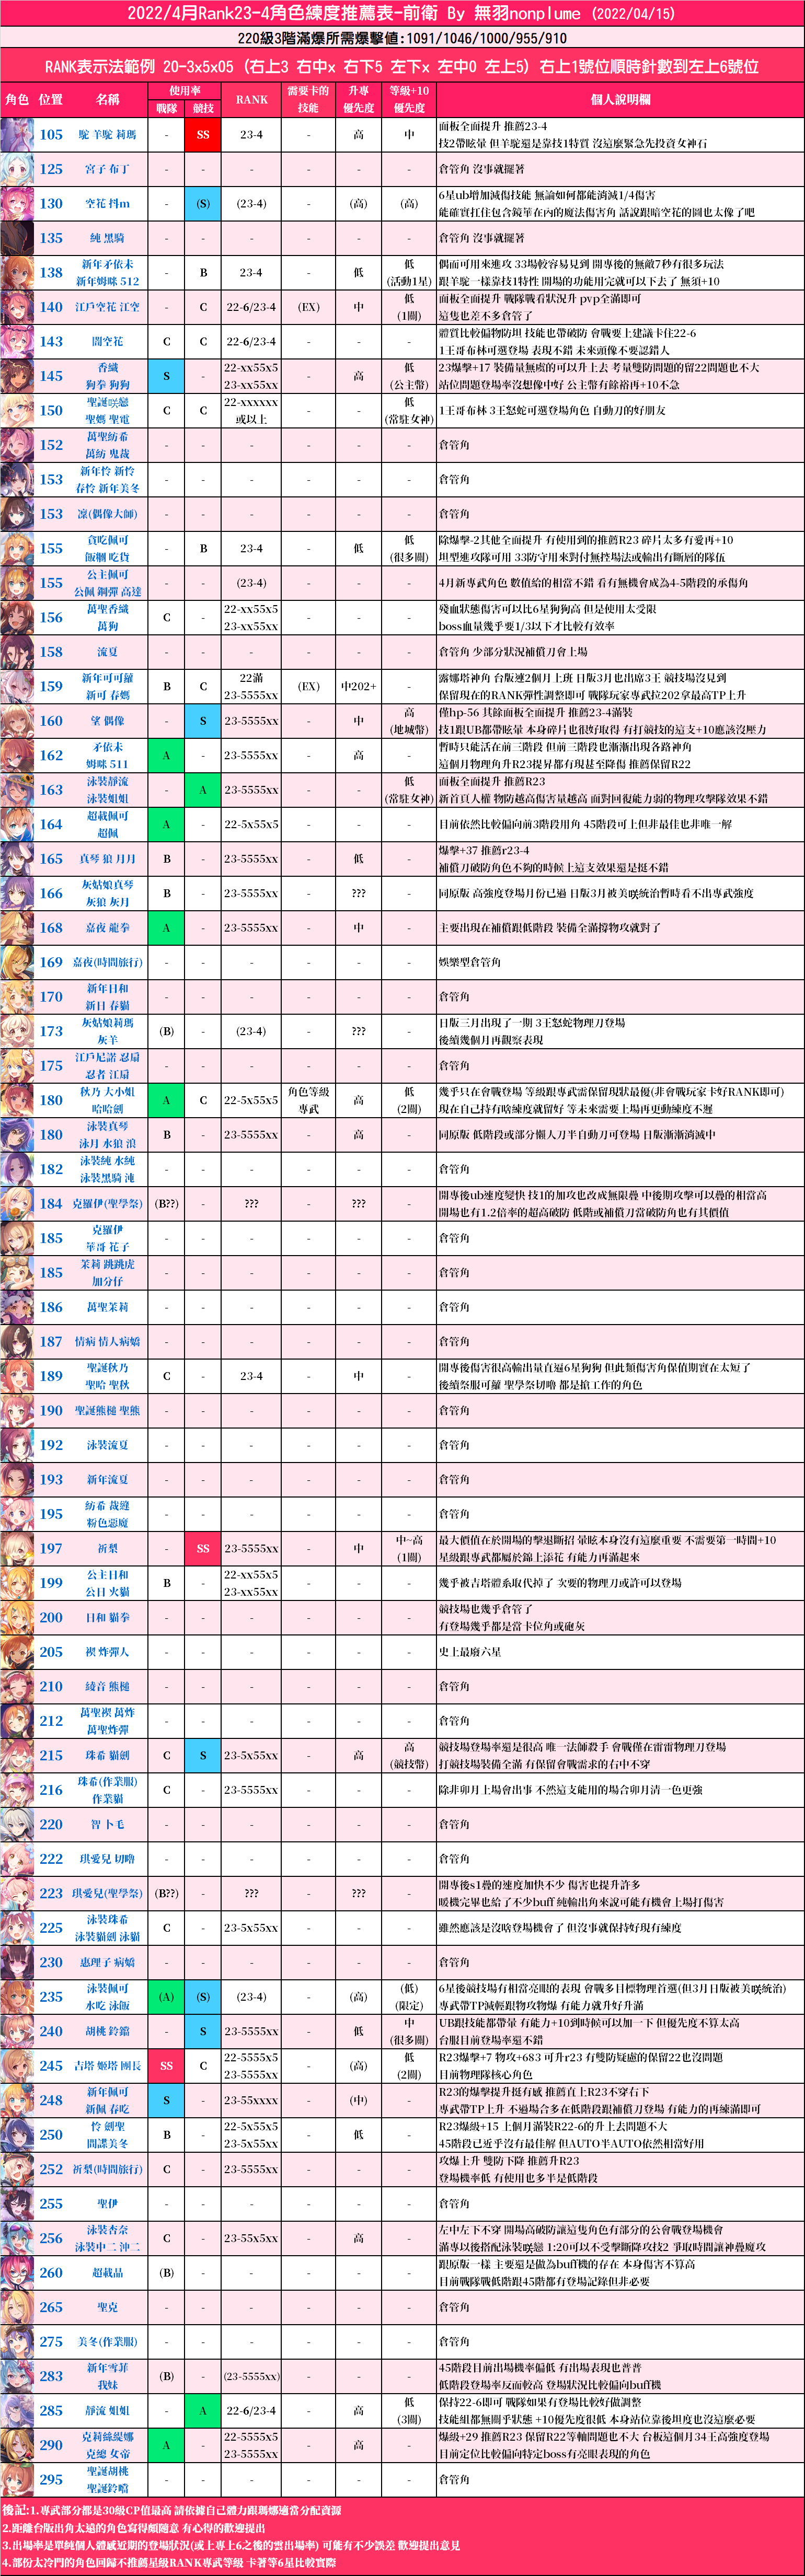 2022/4月Rank23-4角色練度推薦表-前衛 By 無羽nonplume (2022/04/15)
220級3階滿爆所需爆擊値:1091/1046/1000/955/910
RANK表示法範例 20-3x5x05 (右上3 右中x 右下5 左下x 左中0 左上5) 右上1號位順時針數到左上6號位
角色 位置 名稱 使用率 戰隊 競技 RANK 需要卡的技能 升專優先度 等級+10優先度 個人說明欄
105 鴕 羊駝 莉瑪 - SS 23-4 - 高 中 面板全面提升 推薦23-4
技2帶眩暈 但羊駝還是靠技1特質 沒這麼緊急先投資女神石
125 宮子 布丁 - - - - - - 倉管角 沒事就擺著
130 空花 抖m - (S) (23-4) - (高) (高) 6星ub增加減傷技能 無論如何都能消減1/4傷害
能確實扛住包含鏡華在內的魔法傷害角 話說跟暗空花的圖也太像了吧
135 純 黑騎 - - - - - - 倉管角 沒事就擺著
138 新年矛依未 新年姆咪 512 - B 23-4 - 低 低 (活動1星) 偶而可用來進攻 33場較容易見到 開專後的無敵7秒有很多玩法
跟羊駝一樣靠技1特性 開場的功能用完就可以下去了 無須+10
140 江戶空花 江空 - C 22-6/23-4 (EX) 中 低 (1圖) 面板全面提升 戰隊戰看狀況升 pvp全滿即可
這隻也差不多倉管了
143 闇空花 C C 22-6/23-4 - - - 體質比較偏物防坦 技能也帶破防 會戰要上建議卡住22-6
1王哥布林可選登場 表現不錯 未來頭像不要認錯人
145 香織 狗拳 狗狗 S - 22-xx55x5 23-xx55xx - 高 低 (公主幣) 23爆擊+17 裝備量無虞的可以升上去 考量雙防問題的留22問題也不大
站位問題登場率沒想像中好 公主幣有餘裕再+10不急
150 聖誕咲戀 聖媽 聖電 C C 22-xxxxxx 或以上 - - 低 (常駐女神) 1王哥布林 3王怒蛇可選登場角色 自動刀的好朋友
152 萬聖紡希 萬紡 鬼裁 - - - - - - 倉管角
153 新年怜 新怜 春怜 新年美冬 - - - - - - 倉管角
153 凜(偶像大師) - - - - - - 倉管角
155 貪吃佩可 飯糰 吃貨 - B 23-4 - 低 低 (很多圖) 除爆擊-2其他全面提升 有使用到的推薦R23 碎片太多有愛再+10
坦型進攻隊可用 33防守用來對付無控場法或輸出有斷層的隊伍
155 公主佩可 公佩 鋼彈 高達 - - (23-4) - - - 4月新專武角色 數值給的相當不錯 看有無機會成為4-5階段的承傷角
156 萬聖香織 萬狗 C - 22-xx55x5 23-xx55xx - - - 殘血狀態傷害可以比6星狗狗高 但是使用太受限
boss血量幾乎要1/3以下才比較有效率
158 流夏 - - - - - - 倉管角 少部分狀況補償刀會上場
159 新年可可蘿 新可 春媽 B C 22滿 23-5555xx (EX) 中202+ - 露娜塔神角 台版連2個月上班 日版3月也出席3王 競技場沒見到
保留現在的RANK彈性調整即可 戰隊玩家專武拉202拿最高TP上升
160 望 偶像 - S 23-5555xx - 中 高 (地城幣) 僅hp-56 其餘面板全面提升 推薦23-4滿裝
技1跟UB都帶眩暈 本身碎片也很好取得 有打競技的這支+10應該沒壓力
162 矛依未 姆咪 511 A - 23-5555xx - 高 - 暫時只能活在前三階段 但前三階段也漸漸出現各路神角
這個月物理角升R23提昇都有現甚至降傷 推薦保留R22
163 泳裝靜流 泳裝姐姐 - A 23-5555xx - - 低 (常駐女神) 面板全面提升 推薦R23
新首頁人權 物防越高傷害量越高 面對回復能力弱的物理攻擊隊效果不錯
164 超載佩可 超佩 A - 22-5x55x5 - - - 目前依然比較偏向前3階段用角 45階段可上但非最佳也非唯一解
165 真琴 狼 月月 B - 23-5555xx - 低 - 爆擊+37 推薦r23-4
補償刀破防角色不夠的時候上這支效果還是挺不錯
166 灰姑娘真琴 灰狼 灰月 B - 23-5555xx - ??? - 同原版 高強度登場月份已過 日版3月被美咲統治暫時看不出專武強度
168 嘉夜 龍拳 A - 23-5555xx - 中 - 主要出現在補償跟低階段 裝備全滿撐物攻就對了
169 嘉夜(時間旅行) - - - - - - 娛樂型倉管角
170 新年日和 新日 春貓 - - - - - - 倉管角
173 灰姑娘莉瑪 灰羊 (B) - (23-4) - ??? - 日版三月出現了一期 3王怒蛇物理刀登場
後續幾個月再觀察表現
175 江戶尼諾 忍扇 忍者 江扇 - - - - - - 倉管角
180 秋乃 大小姐 哈哈劍 A C 22-5x55x5 角色等級 專武 高 低 (2圖) 幾乎只在會戰登場 等級跟專武需保留現狀最優(非會戰玩家卡好RANK即可)
現在自己持有啥練度就留好 等未來需要上場再更動練度不遲
180 泳裝真琴 泳月 水狼 浪 B - 23-5555xx - 高 - 同原版 低階段或部分懶人刀半自動刀可登場 日版漸漸消滅中
182 泳裝純 水純 泳裝黑騎 沌 - - - - - - 倉管角
184 克羅伊(聖學祭) (B??) - ??? - ??? - 開專後ub速度變快 技1的加攻也改成無限疊 中後期攻擊可以疊的相當高
開場也有1.2倍率的超高破防 低階或補償刀當破防角也有其價值
185 克羅伊 華哥 花子 - - - - - - 倉管角
185 茉莉 跳跳虎 加分仔 - - - - - - 倉管角
186 萬聖茉莉 - - - - - - 倉管角
187 情病 情人病嬌 - - - - - - 倉管角
189 聖誕秋乃 聖哈 聖秋 C - 23-4 - 中 - 開專後傷害很高輸出量直逼6星狗狗 但此類傷害角保值期實在太短了
後續祭服可蘿 聖學祭切嚕 都是搶工作的角色
190 聖誕熊槌 聖熊 - - - - - - 倉管角
192 泳裝流夏 - - - - - - 倉管角
193 新年流夏 - - - - - - 倉管角
195 紡希 裁縫 粉色惡魔 - - - - - - 倉管角
197 祈梨 - SS 23-5555xx - 中 中~高 (1圖) 最大價值在於開場的擊退斷招 暈眩本身沒有這麼重要 不需要第一時間+10
星級跟專武都屬於錦上添花 有能力再滿起來
199 公主日和 公日 火貓 B - 22-xx55x5 23-xx55xx - - - 幾乎被吉塔體系取代掉了 次要的物理刀或許可以登場
200 日和 貓拳 - - - - - - 競技場也幾乎倉管了
有登場幾乎都是當卡位角或砲灰
205 禊 炸彈人 - - - - - - 史上最廢六星
210 綾音 熊槌 - - - - - - 倉管角
212 萬聖禊 萬炸 萬聖炸彈 - - - - - - 倉管角
215 珠希 貓劍 C S 23-5x55xx - 高 高 (競技幣) 競技場登場率還是很高 唯一法師殺手 會戰僅在雷雷物理刀登場
打競技場裝備全滿 有保留會戰需求的右中不穿
216 珠希(作業服) 作業貓 C - 23-5555xx - - - 除非卯月上場會出事 不然這支能用的場合卯月清一色更強
220 智 卜毛 - - - - - - 倉管角
222 琪愛兒 切嚕 - - - - - - 倉管角
223 琪愛兒(聖學祭) (B??) - ??? - ??? - 開專後s1疊的速度加快不少 傷害也提升許多
暖機完畢也給了不少buff 純輸出角來說可能有機會上場打傷害
225 泳裝珠希 泳裝貓劍 泳貓 C - 23-5x55xx - - - 雖然應該是沒啥登場機會了 但沒事就保持好現有練度
230 惠理子 病嬌 - - - - - - 倉管角
235 泳裝佩可 水吃 泳飯 (A) (S) (23-4) - (高) (低) (限定) 6星後競技場有相當亮眼的表現 會戰多目標物理首選(但3月日版被美咲統治)
專武帶TP減輕跟物攻物爆 有能力就升好升滿
240 胡桃 鈴鐺 - S 23-5555xx - 低 中 (很多圖) UB跟技能都帶暈 有能力+10到時候可以加一下 但優先度不算太高
台服目前登場率還不錯
245 吉塔 姬塔 團長 SS C 22-5555x5 23-5555xx - (高) 低 (2圖) R23爆擊+7 物攻+683 可升r23 有雙防疑慮的保留22也沒問題
目前物理隊核心角色
248 新年佩可 新佩 春吃 S - 23-55xxxx - (中) - R23的爆擊提升挺有感 推薦直上R23不穿右下
專武帶TP上升 不過場合多在低階段跟補償刀登場 有能力的再練滿即可
250 怜 劍聖 間諜美冬 B - 22-5x55x5 23-5x55xx - 低 - R23爆級+15 上個月滿裝R22-6的升上去問題不大
45階段已近乎沒有最佳解 但AUTO半AUTO依然相當好用
252 祈梨(時間旅行) C - 23-5555xx - - - 攻爆上升 雙防下降 推薦升R23
登場機率低 有使用也多半是低階段
255 聖伊 - - - - - - 倉管角
256 泳裝杏奈 泳裝中二 沖二 C - 23-55x5xx - 高 - 左中左下不穿 開場高破防讓這隻角色有部分的公會戰登場機會
滿專以後搭配泳裝咲戀 1:20可以不受擊斷降攻技2 爭取時間讓神疊魔攻
260 超載晶 (B) - - - - - 跟原版一樣 主要還是做為buff機的存在 本身傷害不算高
目前戰隊戰低階跟45階都有登場記錄但非必要
265 聖克 - - - - - - 倉管角
275 美冬(作業服) - - - - - - 倉管角
283 新年雪菲 我妹 (B) - (23-5555xx) - - - 45階段目前出場機率偏低 有出場表現也普普
低階段登場率反而較高 登場狀況比較偏向buff機
285 靜流 姐姐 - A 22-6/23-4 - 高 低 (3圖) 保持22-6即可 戰隊如果有登場比較好做調整
技能組都無關乎狀態 +10優先度很低 本身站位靠後坦度也沒這麼必要
290 克莉絲緹娜 克總 女帝 A - 22-5555x5 23-5555xx - 高 - 爆級+29 推薦R23 保留R22等軸問題也不大 台板這個月34王高強度登場
目前定位比較偏向特定boss有亮眼表現的角色
295 聖誕胡桃 聖誕鈴鐺 - - - - - - 倉管角
後記:1.專武部分都是30級CP值最高 請依據自己體力跟瑪娜適當分配資源
2.距離台版出角太遠的角色寫得頗隨意 有心得的歡迎提出
3.出場率是單純個人體感近期的登場狀況(或上專上6之後的雲出場率) 可能有不少誤差 歡迎提出意見
4.部份太冷門的角色回歸不推薦星級RANK專武等級 卡著等6星比較實際